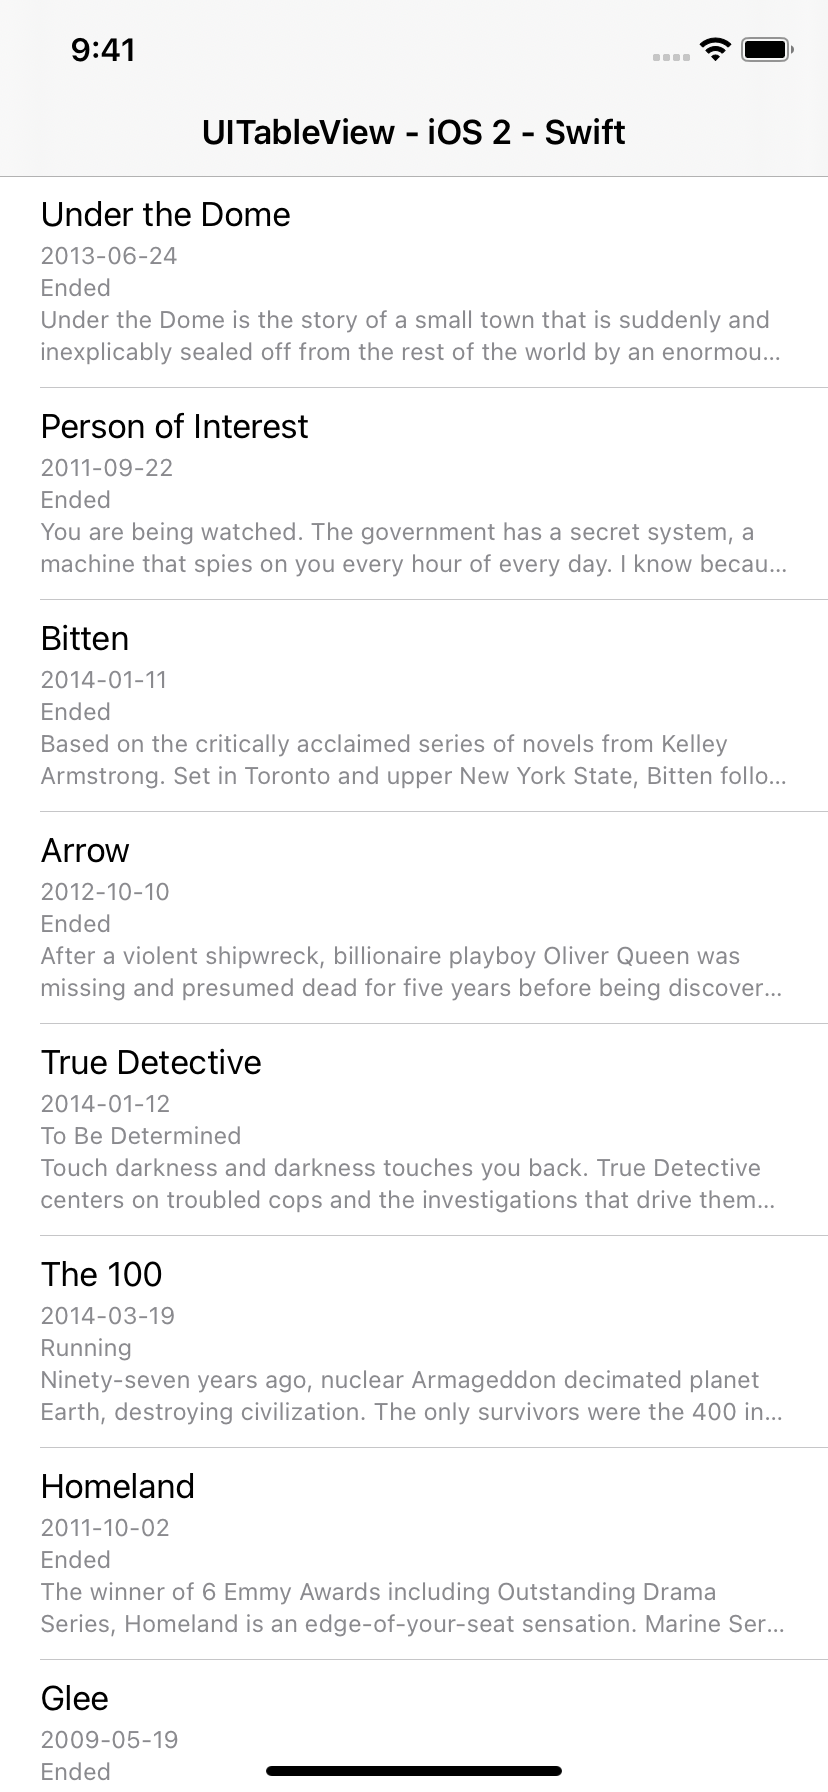 9:41
UITableView - iOS 2 - Swift
Under the Dome
2013-06-24
Ended
Under the Dome is the story of a small town that is suddenly and
inexplicably sealed off from the rest of the world by an enormou...
Person of Interest
2011-09-22
Ended
You are being watched. The government has a secret system, a
machine that spies on you every hour of every day. I know becau...
Bitten
2014-01-11
Ended
Based on the critically acclaimed series of novels from Kelley
Armstrong. Set in Toronto and upper New York State, Bitten follo...
Arrow
2012-10-10
Ended
After a violent shipwreck, billionaire playboy Oliver Queen was
missing and presumed dead for five years before being discover...
True Detective
2014-01-12
To Be Determined
Touch darkness and darkness touches you back. True Detective
centers on troubled cops and the investigations that drive them...
The 100
2014-03-19
Running
Ninety-seven years ago, nuclear Armageddon decimated planet
Earth, destroying civilization. The only survivors were the 400 in...
Homeland
2011-10-02
Ended
The winner of 6 Emmy Awards including Outstanding Drama
Series, Homeland is an edge-of-your-seat sensation. Marine Ser...
Glee
2009-05-19
Ended